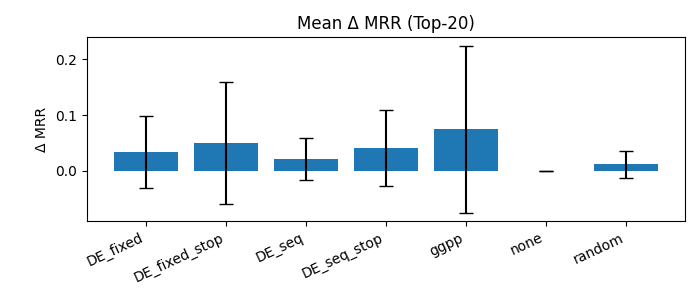 Mean Δ MRR (Top-20)
Δ MRR
0.2
0.1
0.0
DE_fixed
DE_fixed_stop
DE_seq
DE_seq_stop
ggpp
none
random